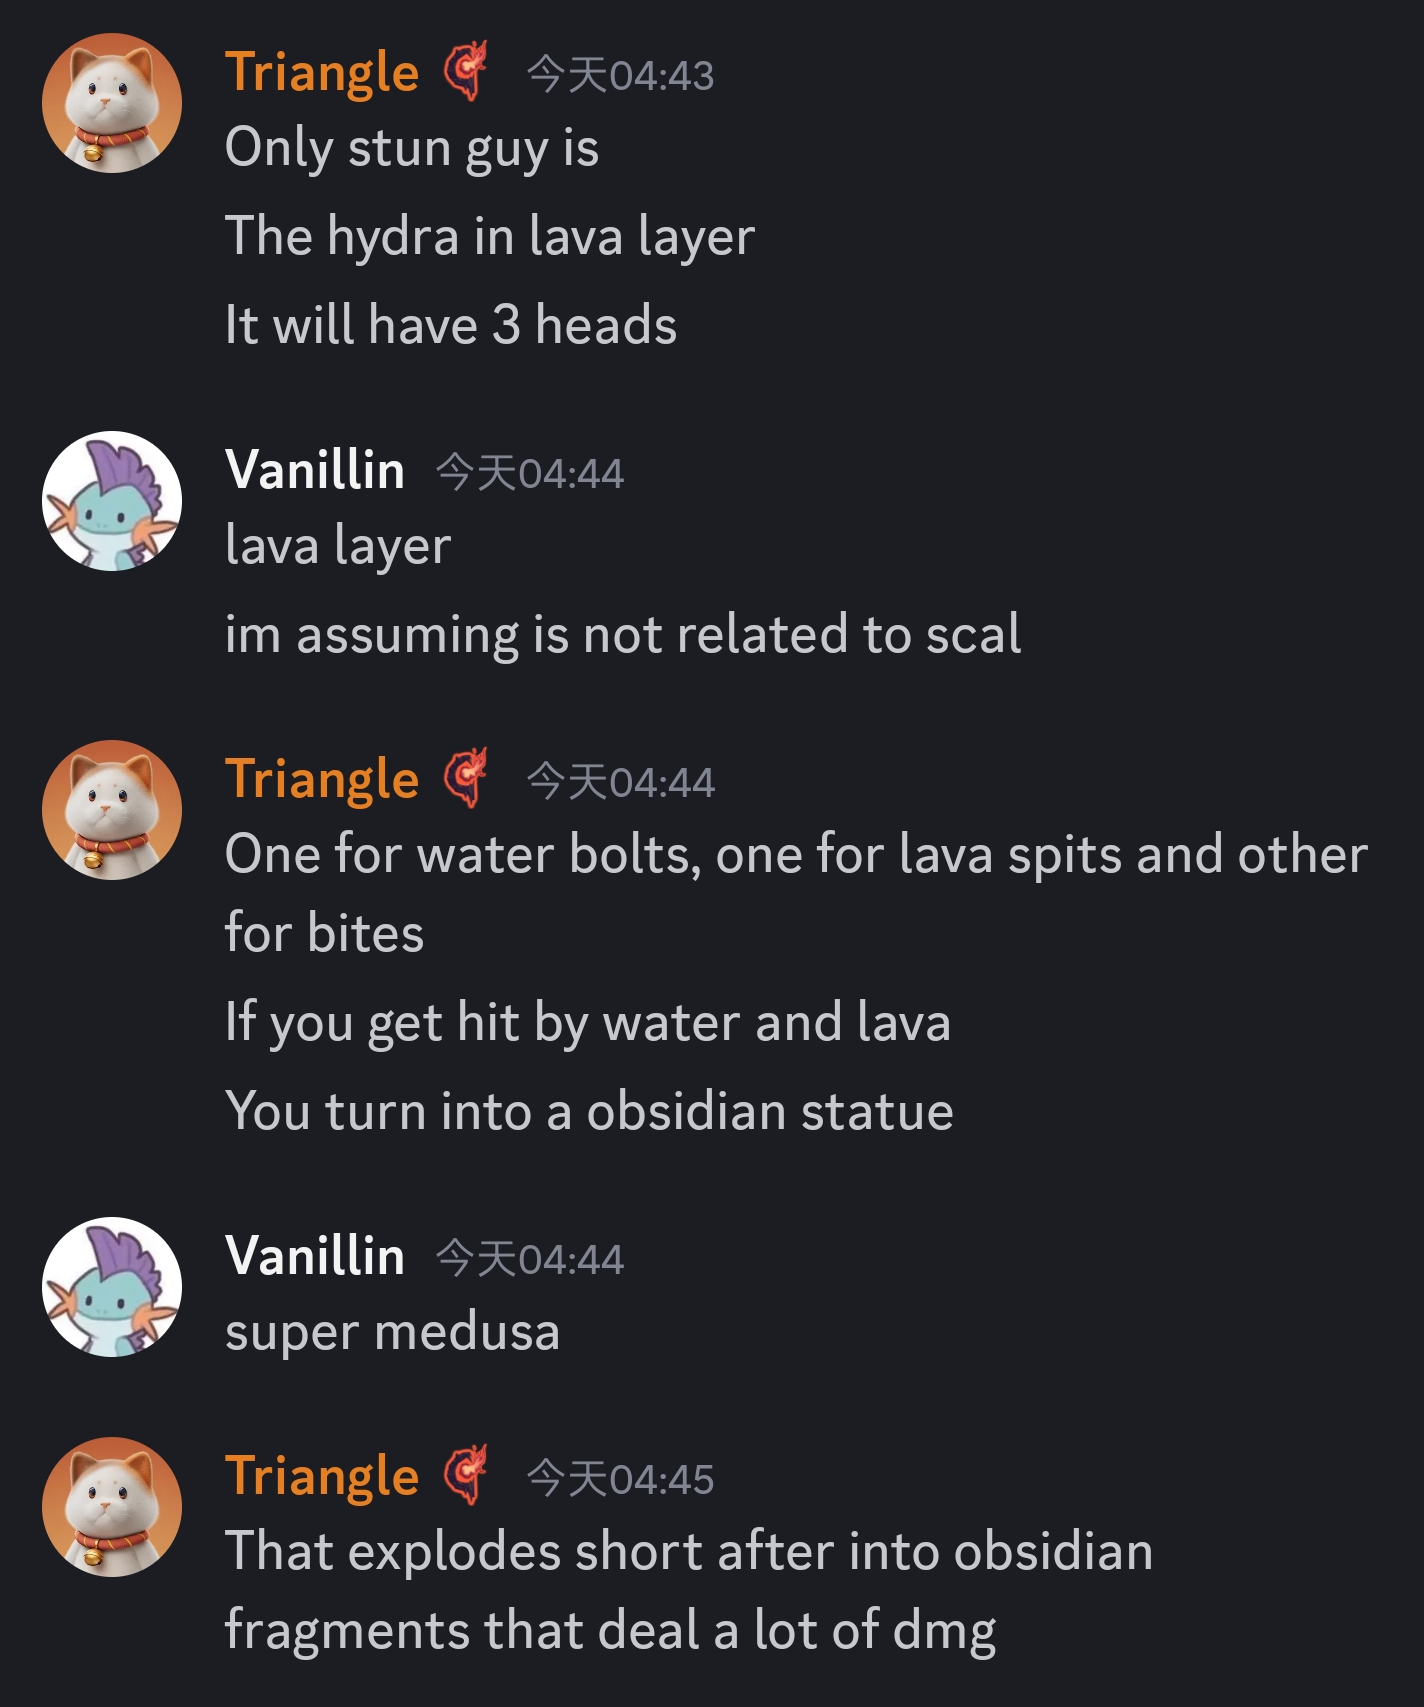 Triangle 今天04:43
Only stun guy is
The hydra in lava layer
It will have 3 heads
Vanillin 今天04:44
lava layer
im assuming is not related to scal
Triangle 今天04:44
One for water bolts, one for lava spits and other
for bites
If you get hit by water and lava
You turn into a obsidian statue
Vanillin 今天04:44
super medusa
Triangle 今天04:45
That explodes short after into obsidian
fragments that deal a lot of dmg